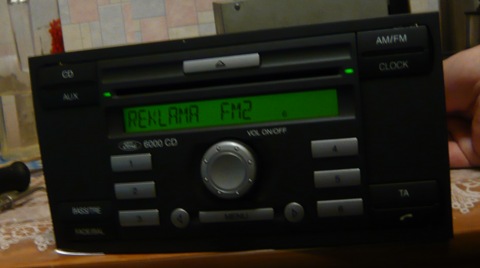 CD
AM/FM
AUX
CLOCK
REKLAMA FM2
VOL ON/OFF
Ford 6000 CD
1
4
2
5
3
6
MENU
BASS/TRE
TA
FADE/BAL